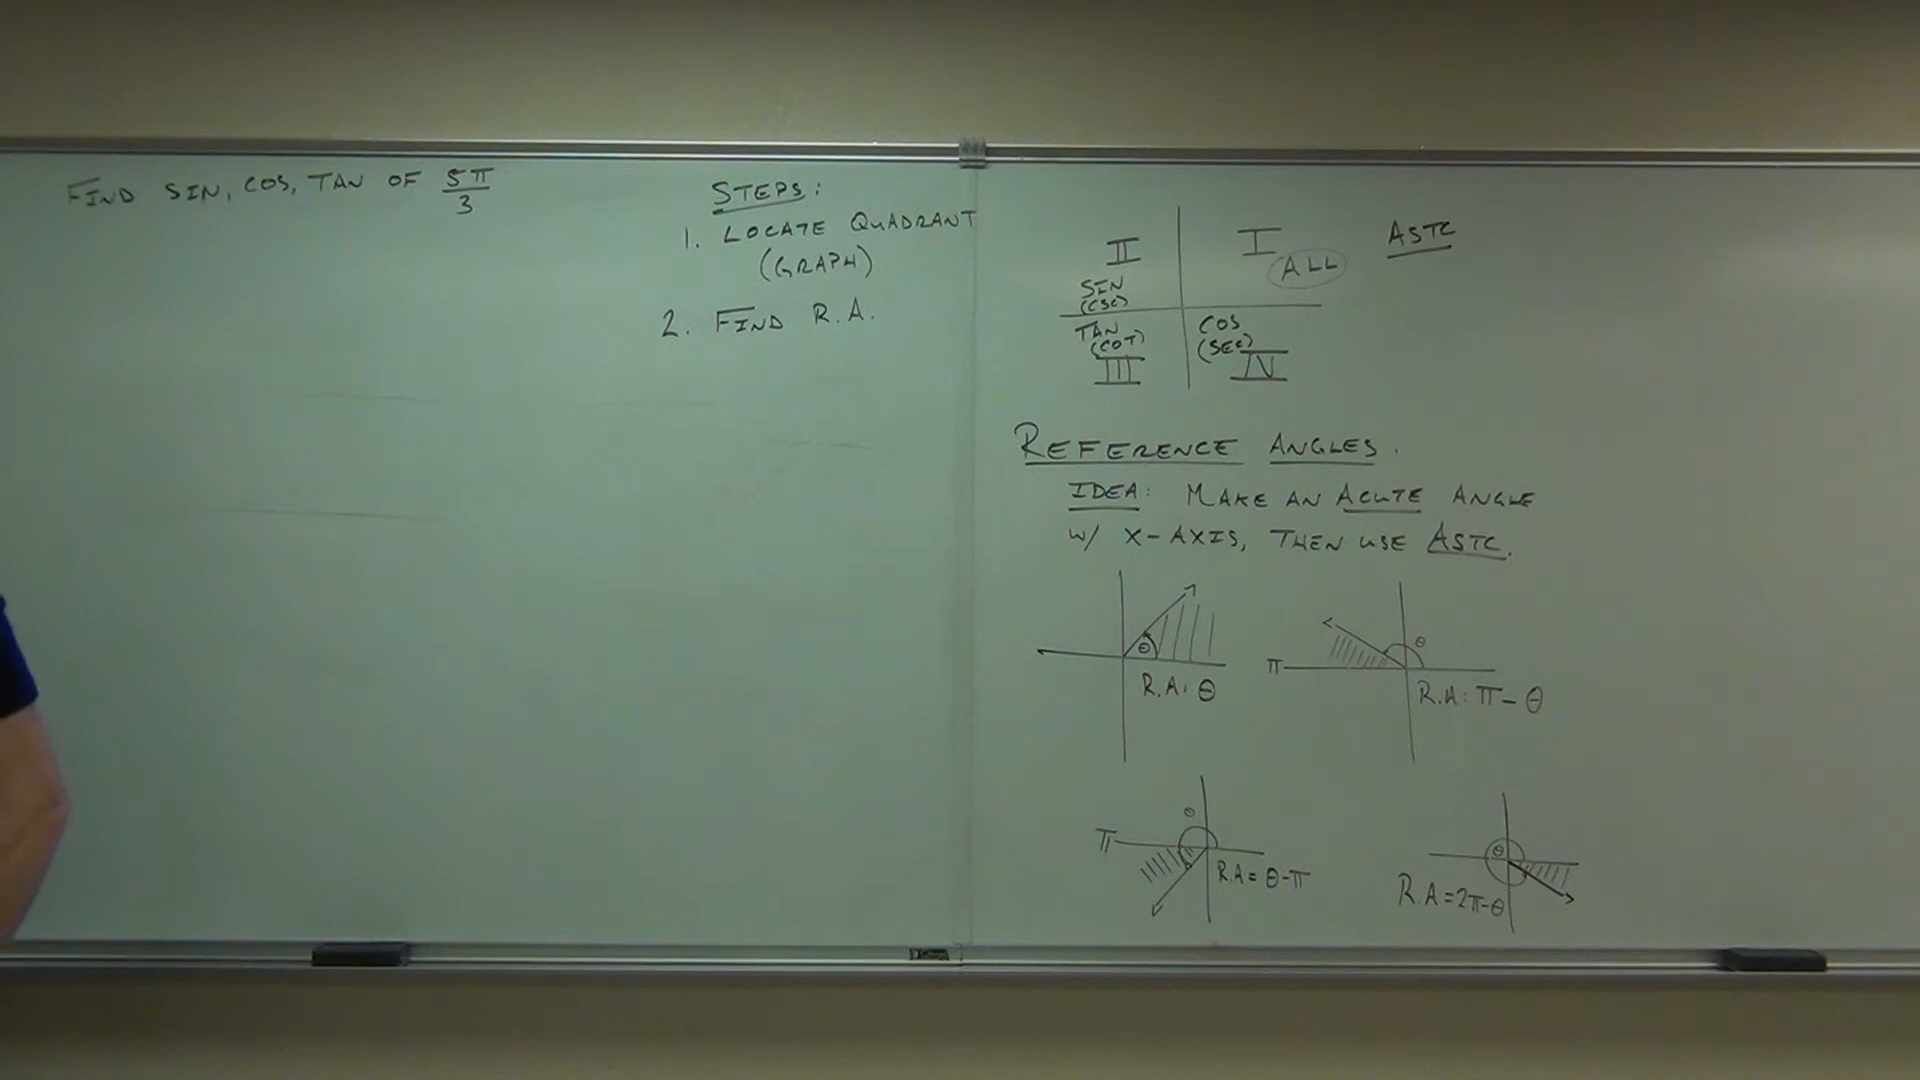 FIND SIN, COS, TAN OF 5π/3
STEPS:
1. LOCATE QUADRANT
(GRAPH)
2. FIND R.A.
II
I
ALL
ASTC
SIN
(CSC)
TAN
(COT)
III
COS
(SEC)
IV
REFERENCE ANGLES.
IDEA: MAKE AN ACUTE ANGLE
W/ X-AXIS, THEN USE ASTC.
θ
R.A: θ
θ
π
R.A: π - θ
θ
π
R.A = θ-π
θ
R.A = 2π-θ